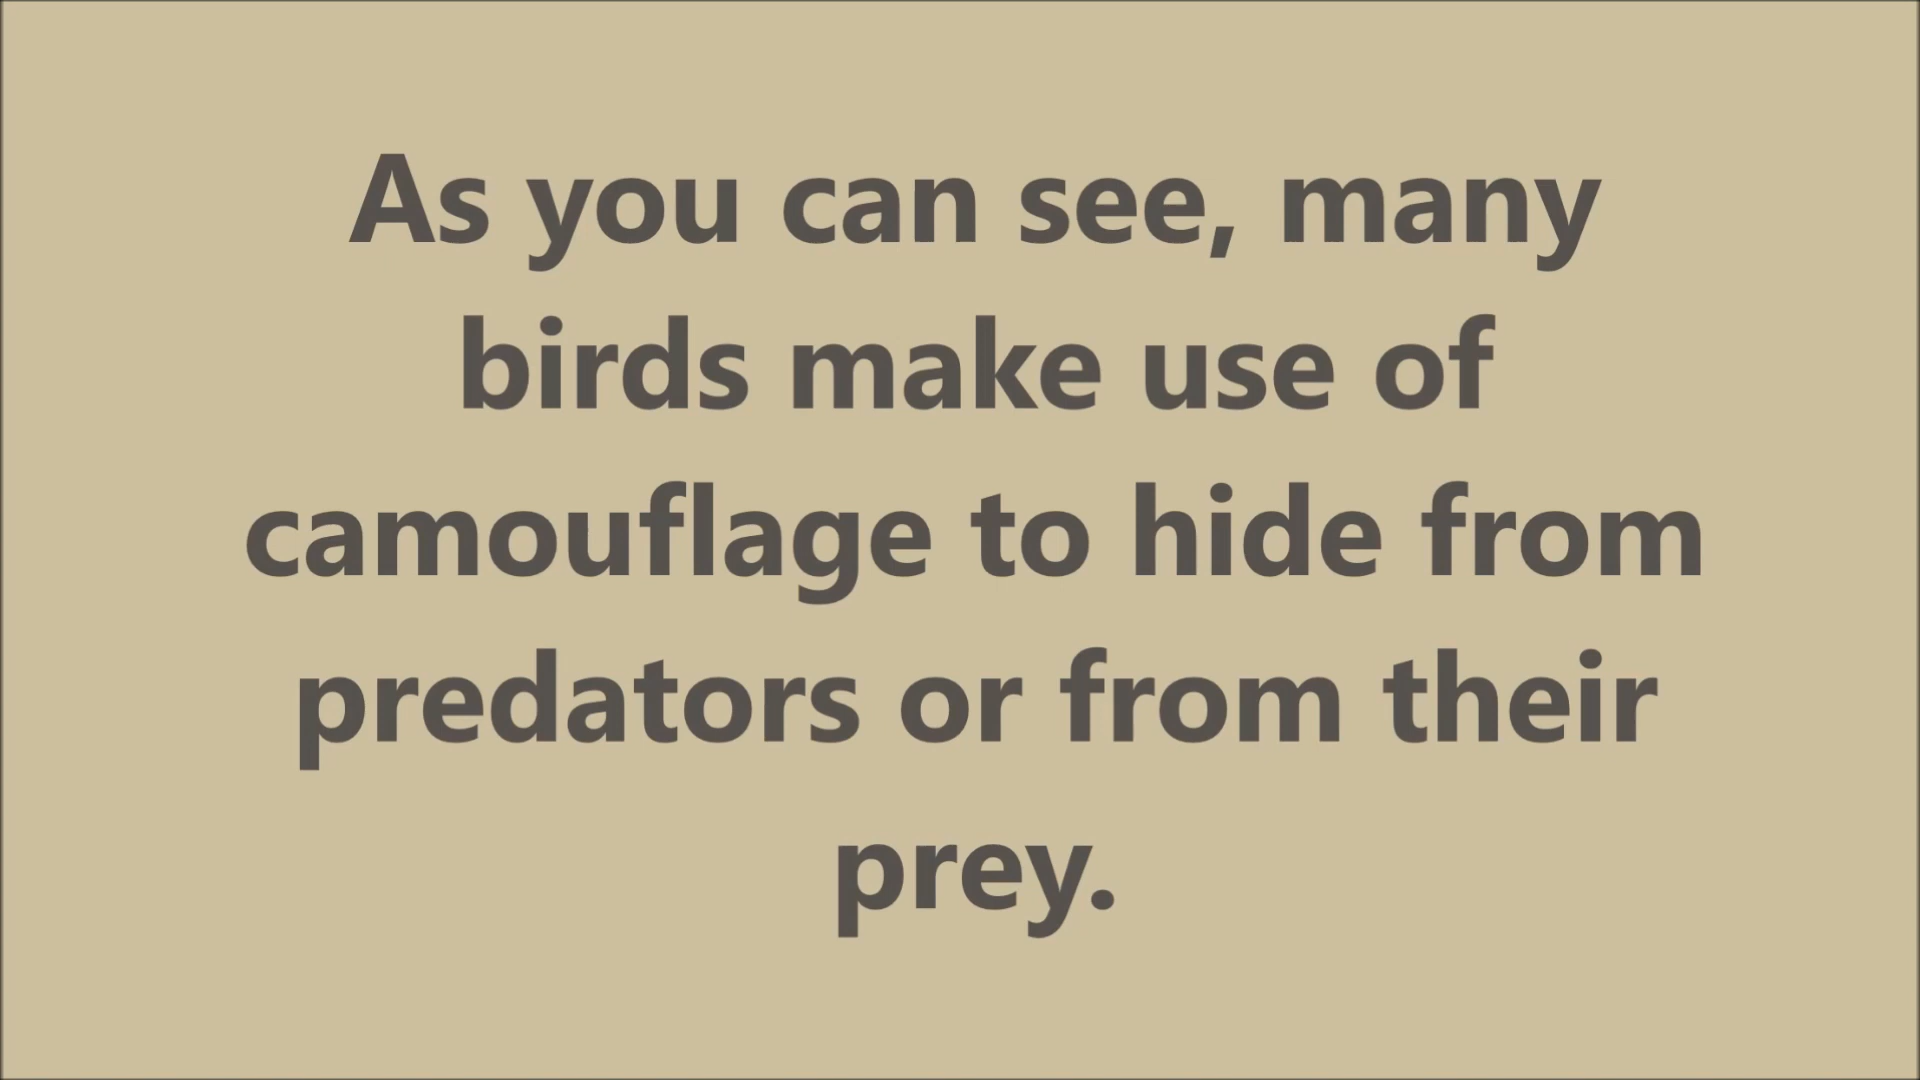 As you can see, many
birds make use of
camouflage to hide from
predators or from their
prey.